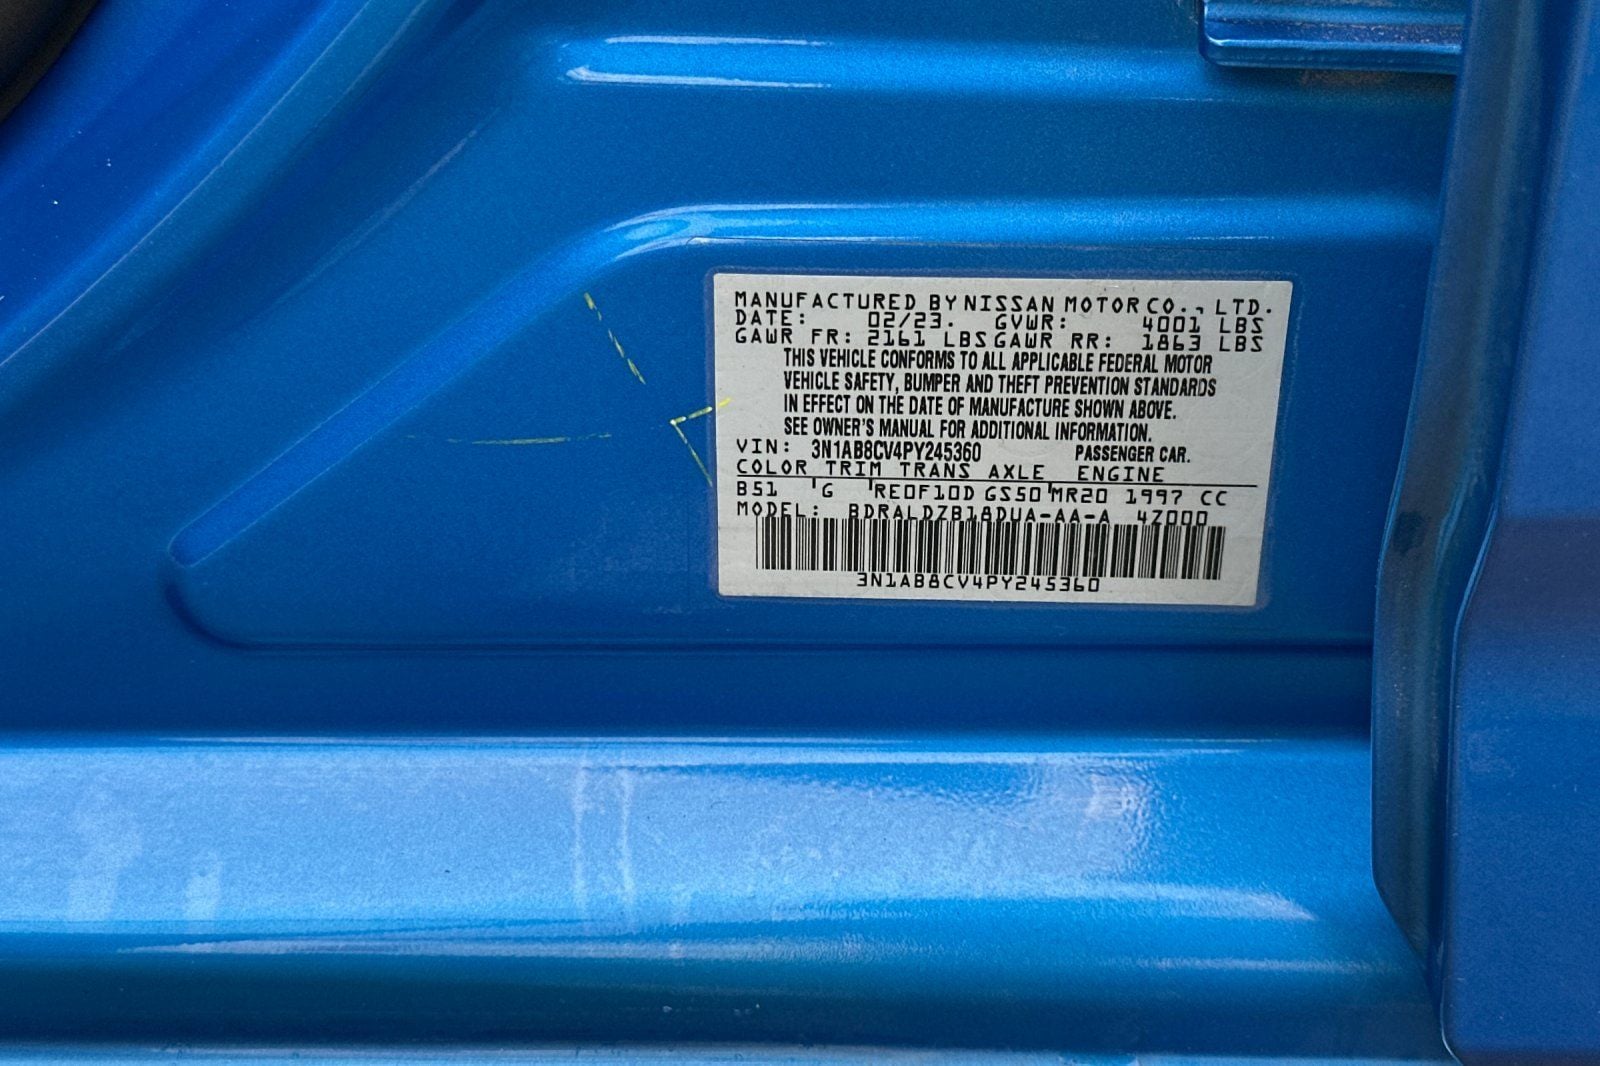 MANUFACTURED BY NISSAN MOTOR CO., LTD.
DATE: 02/23. GVWR: 4001 LBS
GAWR FR: 2161 LBS GAWR RR: 1863 LBS
THIS VEHICLE CONFORMS TO ALL APPLICABLE FEDERAL MOTOR
VEHICLE SAFETY, BUMPER AND THEFT PREVENTION STANDARDS
IN EFFECT ON THE DATE OF MANUFACTURE SHOWN ABOVE.
SEE OWNER'S MANUAL FOR ADDITIONAL INFORMATION.
VIN: 3N1AB8CV4PY245360 PASSENGER CAR.
COLOR TRIM TRANS AXLE ENGINE
B51 G RE0F10D GS50 MR20 1997 CC
MODEL: BDRALDZB18DUA-AA-A 4Z000
3N1AB8CV4PY245360